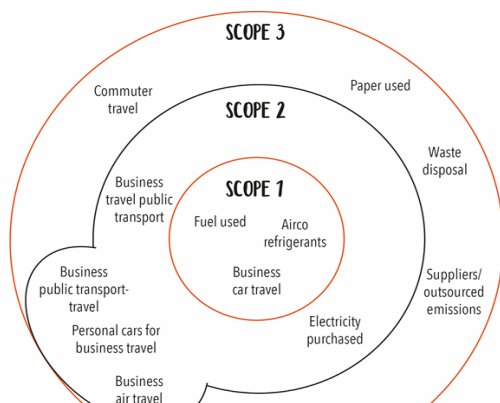 SCOPE 3
Commuter
travel
Paper used
SCOPE 2
Waste
disposal
Business
travel public
transport
SCOPE 1
Fuel used
Airco
refrigerants
Business
car travel
Business
public transport-
travel
Suppliers/
outsourced
emissions
Personal cars for
business travel
Electricity
purchased
Business
air travel